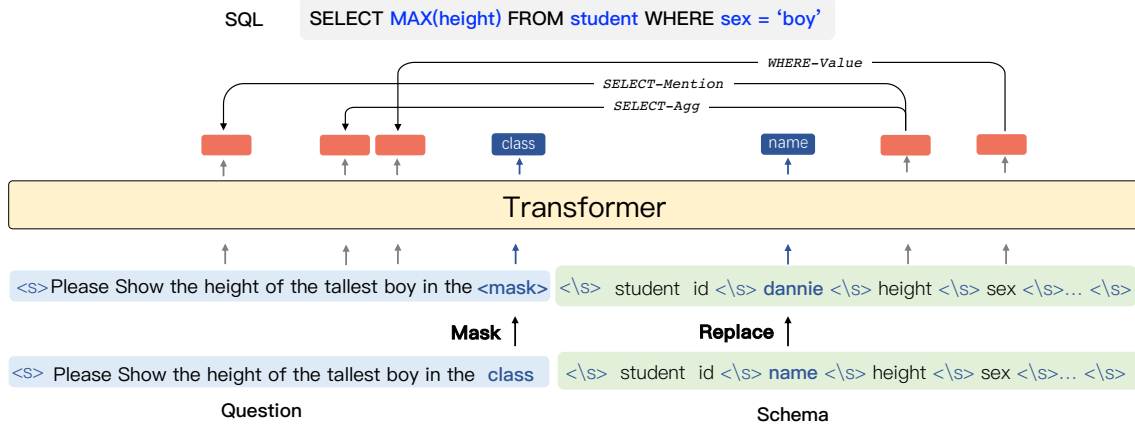 SQL SELECT MAX(height) FROM student WHERE sex = ‘boy’
WHERE-Value
SELECT-Mention
SELECT-Agg
class name
Transformer
<s> Please Show the height of the tallest boy in the <mask> <\s> student id <\s> dannie <\s> height <\s> sex <\s>... <\s>
Mask Replace
<s> Please Show the height of the tallest boy in the class <\s> student id <\s> name <\s> height <\s> sex <\s>... <\s>
Question Schema